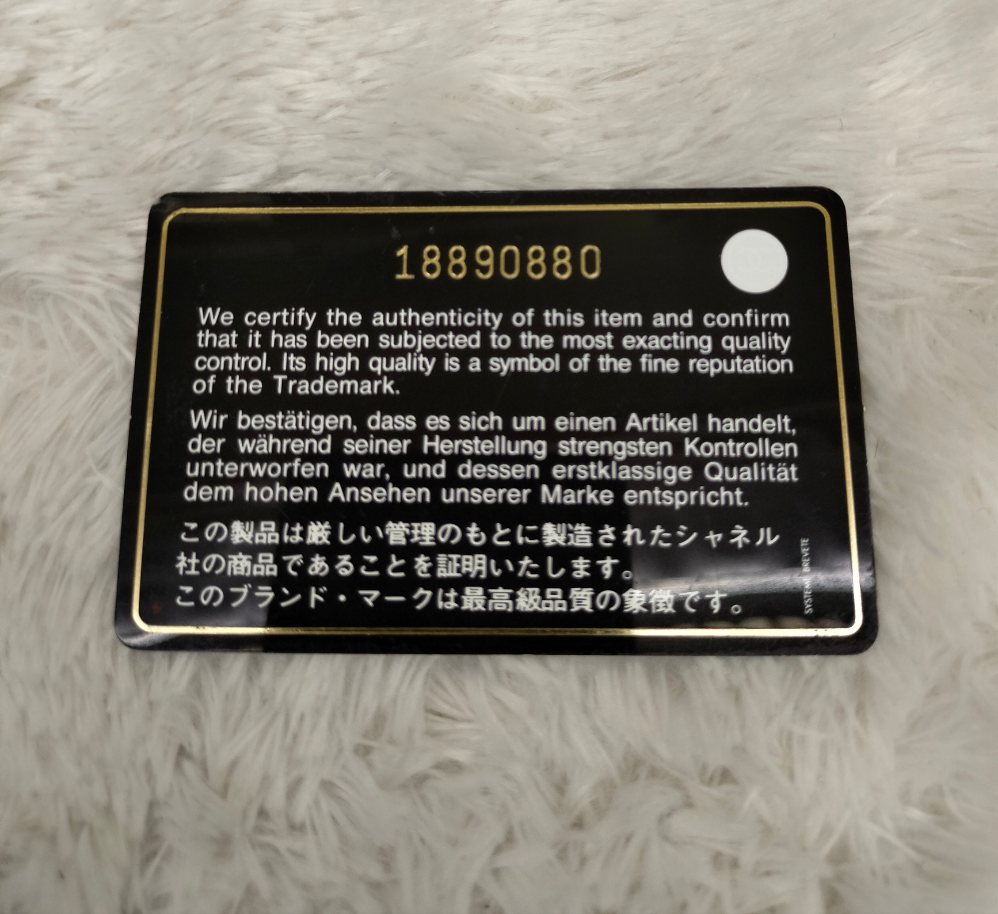 18890880
We certify the authenticity of this item and confirm
that it has been subjected to the most exacting quality
control. Its high quality is a symbol of the fine reputation
of the Trademark.
Wir bestätigen, dass es sich um einen Artikel handelt,
der während seiner Herstellung strengsten Kontrollen
unterworfen war, und dessen erstklassige Qualität
dem hohen Ansehen unserer Marke entspricht.
この製品は厳しい管理のもとに製造されたシャネル
社の商品であることを証明いたします。
このブランド・マークは最高級品質の象徴です。
SYSTEME BREVETE